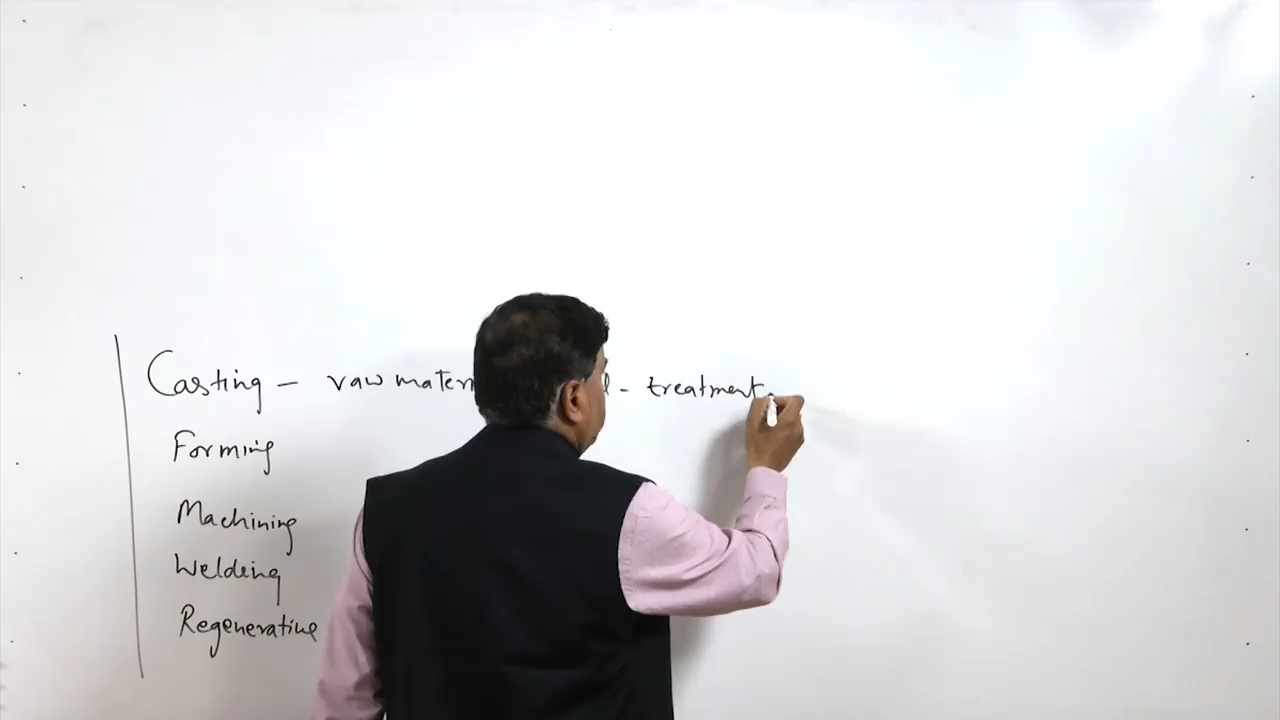 Casting - raw mater - treatment
Forming
Machining
Welding
Regenerative